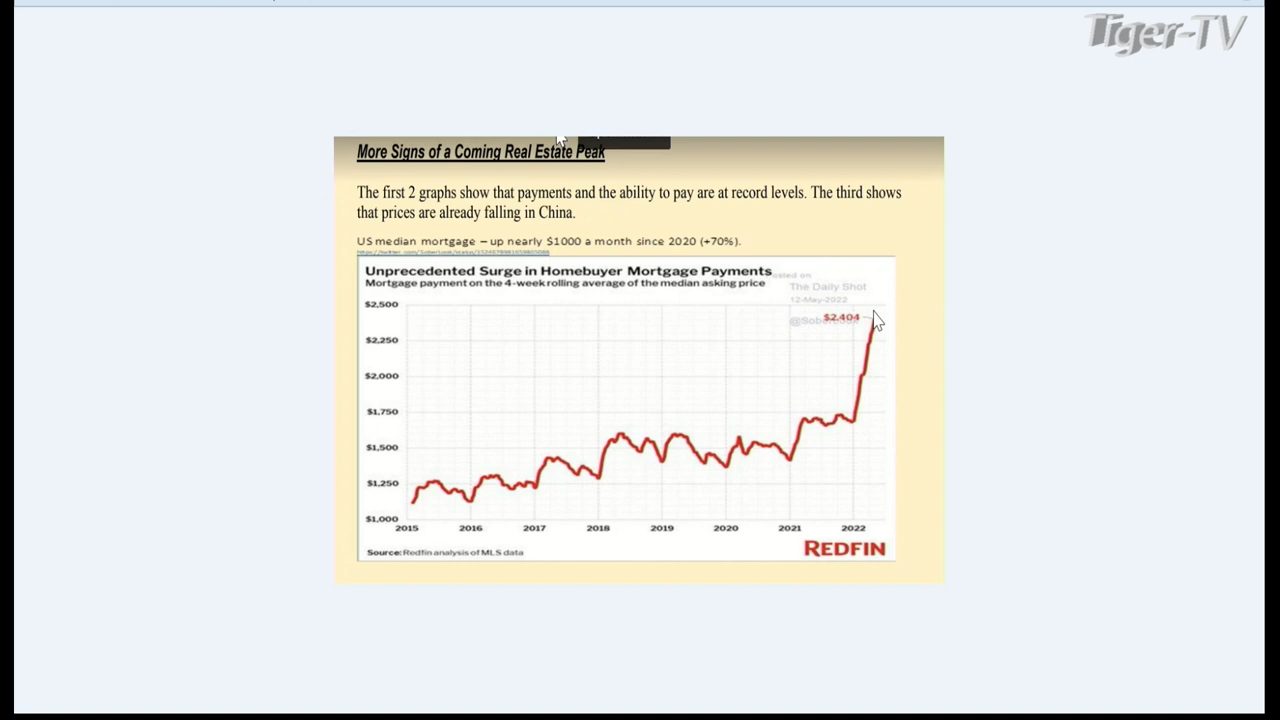 Tiger-TV
More Signs of a Coming Real Estate Peak
The first 2 graphs show that payments and the ability to pay are at record levels. The third shows
that prices are already falling in China.
US median mortgage – up nearly $1000 a month since 2020 (+70%).
Unprecedented Surge in Homebuyer Mortgage Payments
Mortgage payment on the 4-week rolling average of the median asking price
Posted on
The Daily Shot
12-May-2022
$2,404
$2,500
$2,250
$2,000
$1,750
$1,500
$1,250
$1,000
2015 2016 2017 2018 2019 2020 2021 2022
Source: Redfin analysis of MLS data
REDFIN